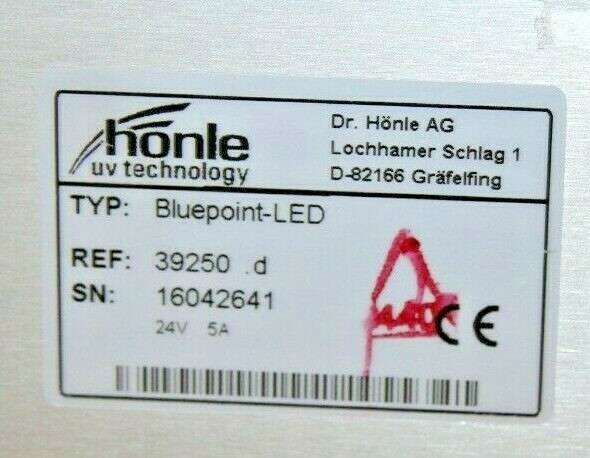 hönle
uv technology
Dr. Hönle AG
Lochhamer Schlag 1
D-82166 Gräfelfing
TYP: Bluepoint-LED
REF: 39250 .d
SN: 16042641
24V 5A
CE